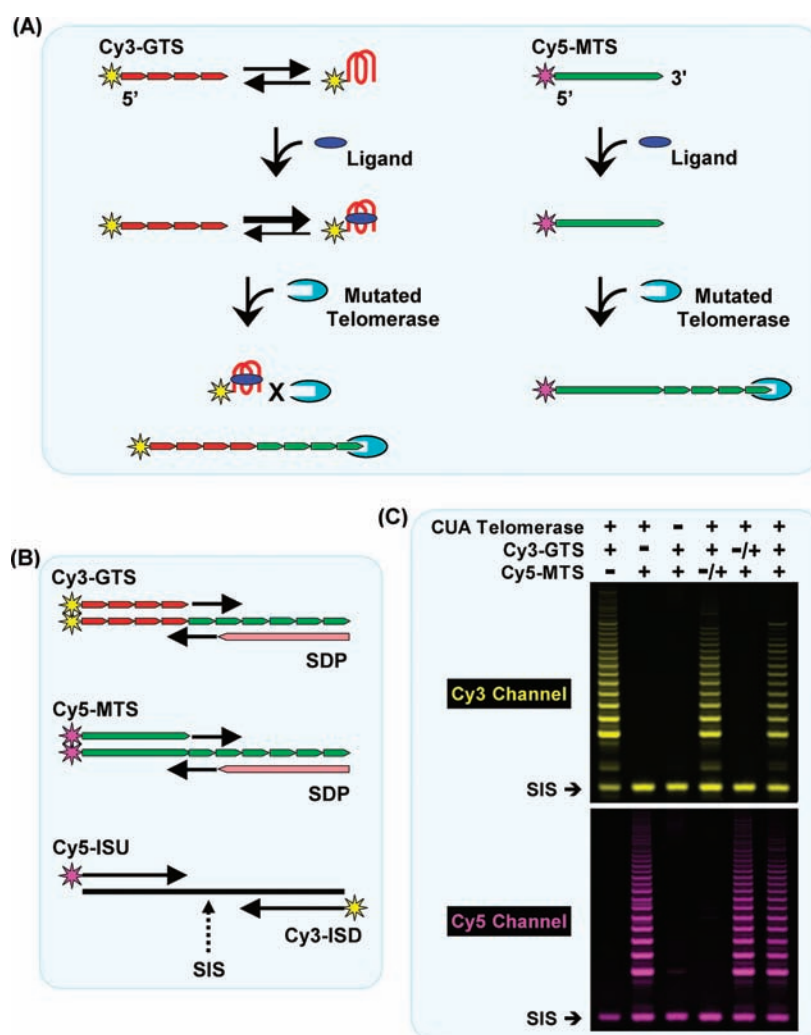 (A)
Cy3-GTS
Cy5-MTS
5'
5'
3'
Ligand
Ligand
Mutated
Telomerase
Mutated
Telomerase
X
(B)
Cy3-GTS
SDP
Cy5-MTS
SDP
Cy5-ISU
Cy3-ISD
SIS
(C)
CUA Telomerase + + - + + +
Cy3-GTS + - + + -/+ +
Cy5-MTS - + + -/+ + +
Cy3 Channel
SIS →
Cy5 Channel
SIS →